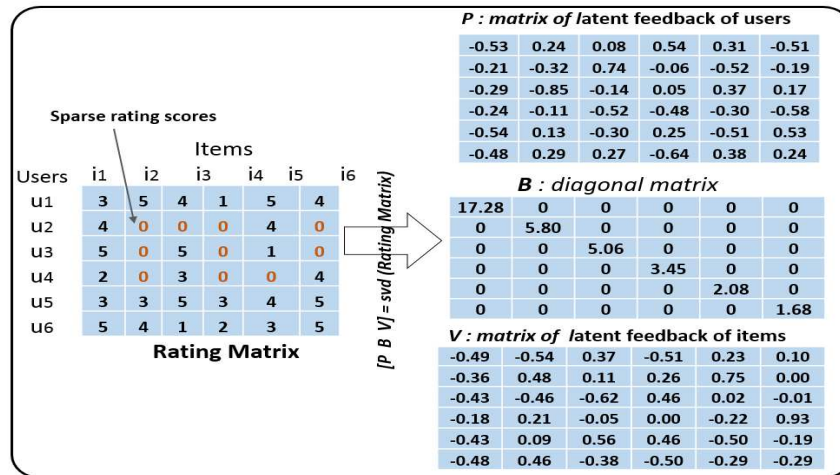 P : matrix of latent feedback of users
-0.53 0.24 0.08 0.54 0.31 -0.51
-0.21 -0.32 0.74 -0.06 -0.52 -0.19
-0.29 -0.85 -0.14 0.05 0.37 0.17
-0.24 -0.11 -0.52 -0.48 -0.30 -0.58
-0.54 0.13 -0.30 0.25 -0.51 0.53
-0.48 0.29 0.27 -0.64 0.38 0.24
Sparse rating scores
Items
Users i1 i2 i3 i4 i5 i6
u1 3 5 4 1 5 4
u2 4 0 0 0 4 0
u3 5 0 5 0 1 0
u4 2 0 3 0 0 4
u5 3 3 5 3 4 5
u6 5 4 1 2 3 5
Rating Matrix
[P B V] = svd (Rating Matrix)
B : diagonal matrix
17.28 0 0 0 0 0
0 5.80 0 0 0 0
0 0 5.06 0 0 0
0 0 0 3.45 0 0
0 0 0 0 2.08 0
0 0 0 0 0 1.68
V : matrix of latent feedback of items
-0.49 -0.54 0.37 -0.51 0.23 0.10
-0.36 0.48 0.11 0.26 0.75 0.00
-0.43 -0.46 -0.62 0.46 0.02 -0.01
-0.18 0.21 -0.05 0.00 -0.22 0.93
-0.43 0.09 0.56 0.46 -0.50 -0.19
-0.48 0.46 -0.38 -0.50 -0.29 -0.29